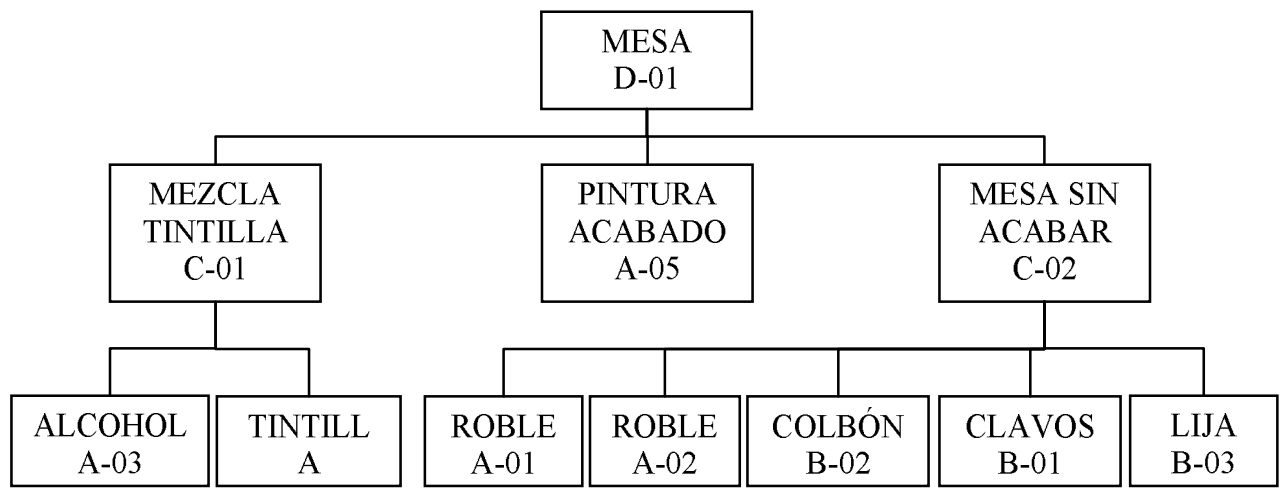 MESA
D-01
MEZCLA
TINTILLA
C-01
PINTURA
ACABADO
A-05
MESA SIN
ACABAR
C-02
ALCOHOL
A-03
TINTILL
A
ROBLE
A-01
ROBLE
A-02
COLBÓN
B-02
CLAVOS
B-01
LIJA
B-03